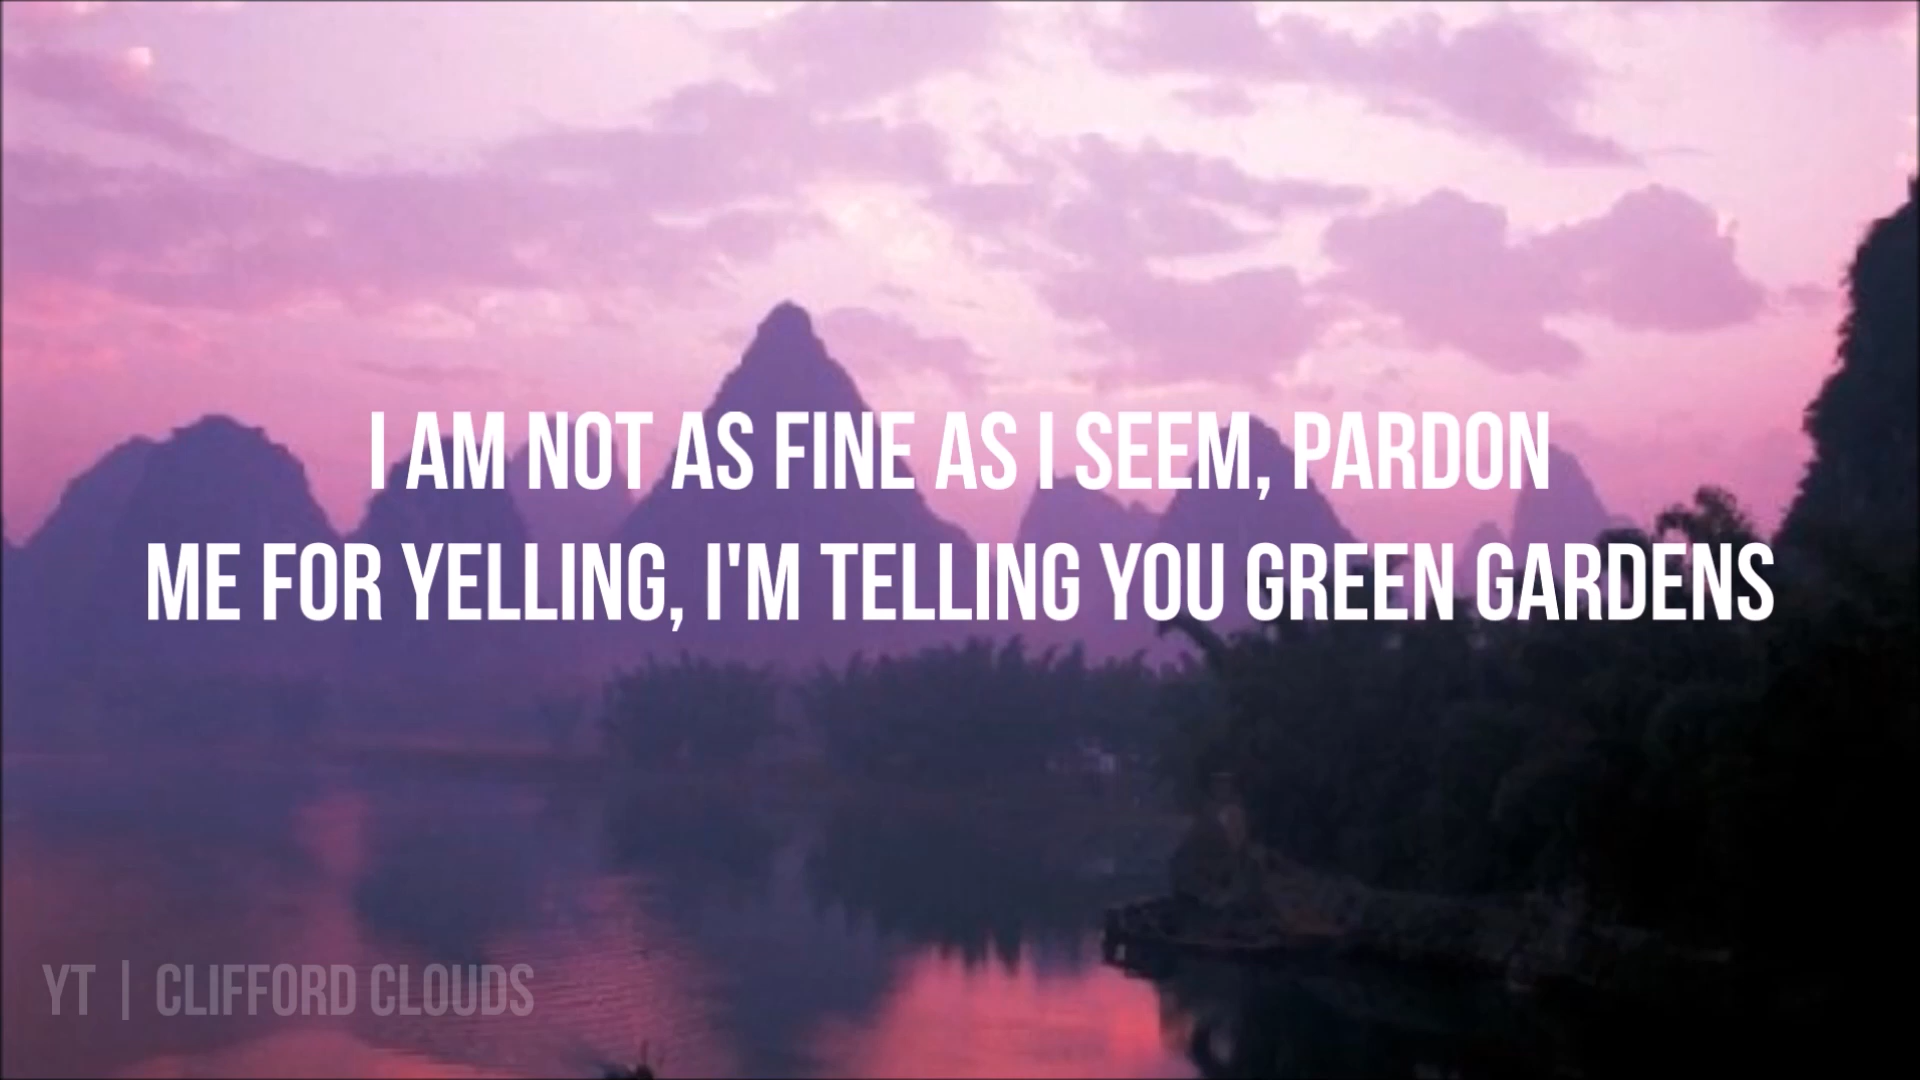 I AM NOT AS FINE AS I SEEM, PARDON
ME FOR YELLING, I'M TELLING YOU GREEN GARDENS
YT | CLIFFORD CLOUDS